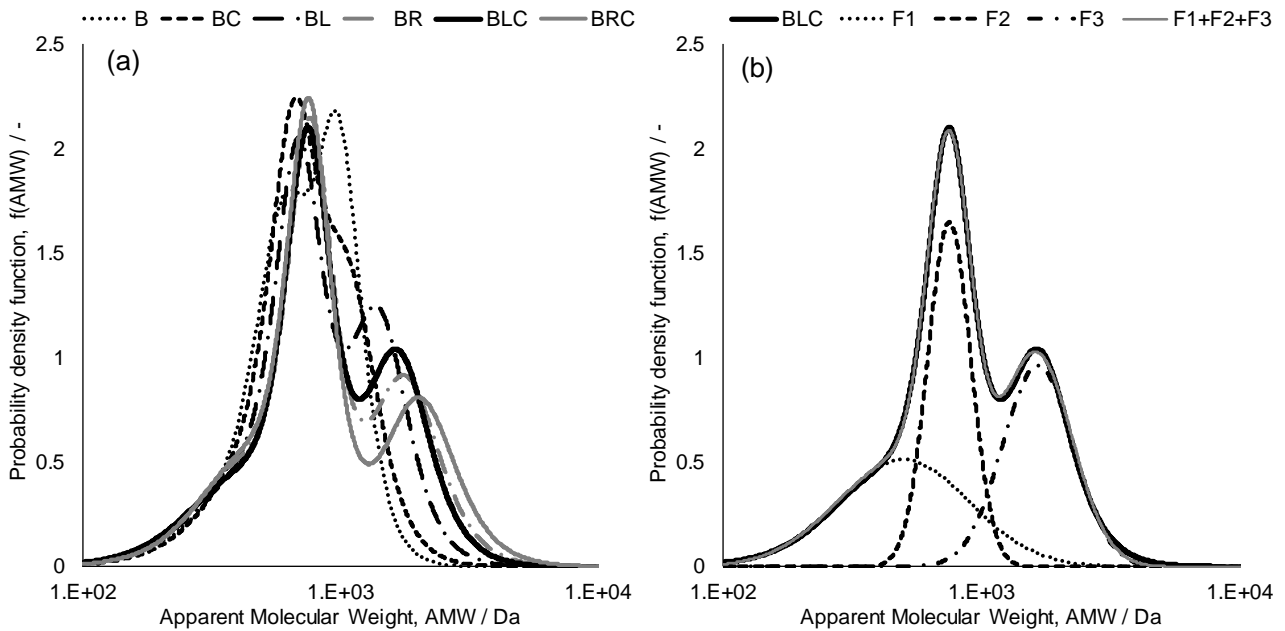 B BC BL BR BLC BRC
(a)
2.5
2
1.5
1
0.5
0
1.E+02 1.E+03 1.E+04
Probability density function, f(AMW) / -
Apparent Molecular Weight, AMW / Da
BLC F1 F2 F3 F1+F2+F3
(b)
2.5
2
1.5
1
0.5
0
1.E+02 1.E+03 1.E+04
Probability density function, f(AMW) / -
Apparent Molecular Weight, AMW / Da